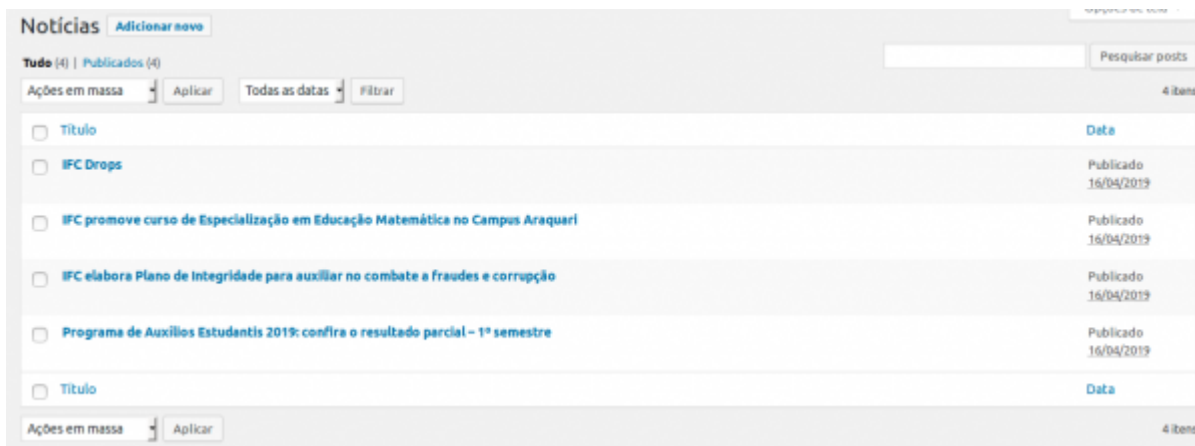 Notícias Adicionar novo
Opções de tela
Tudo (4) | Publicados (4)
Pesquisar posts
Ações em massa Aplicar Todas as datas Filtrar 4 itens
Título Data
IFC Drops Publicado
16/04/2019
IFC promove curso de Especialização em Educação Matemática no Campus Araquari Publicado
16/04/2019
IFC elabora Plano de Integridade para auxiliar no combate a fraudes e corrupção Publicado
16/04/2019
Programa de Auxílios Estudantis 2019: confira o resultado parcial – 1º semestre Publicado
16/04/2019
Título Data
Ações em massa Aplicar 4 itens